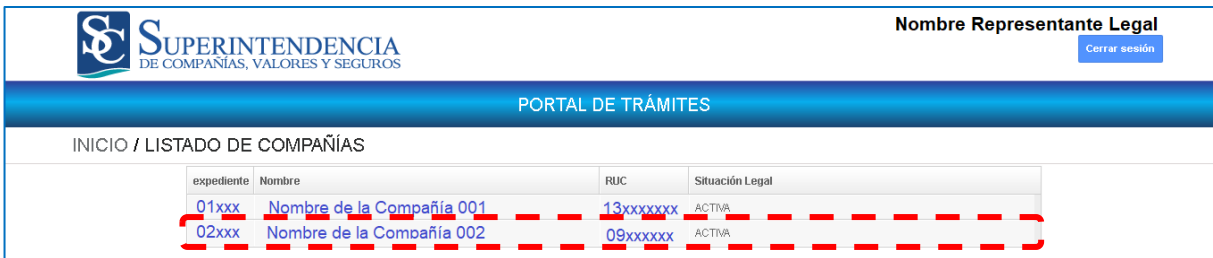 SC
SUPERINTENDENCIA
DE COMPAÑÍAS, VALORES Y SEGUROS
Nombre Representante Legal
Cerrar sesión
PORTAL DE TRÁMITES
INICIO / LISTADO DE COMPAÑÍAS
expediente Nombre RUC Situación Legal
01xxx Nombre de la Compañía 001 13xxxxxxx ACTIVA
02xxx Nombre de la Compañía 002 09xxxxxx ACTIVA